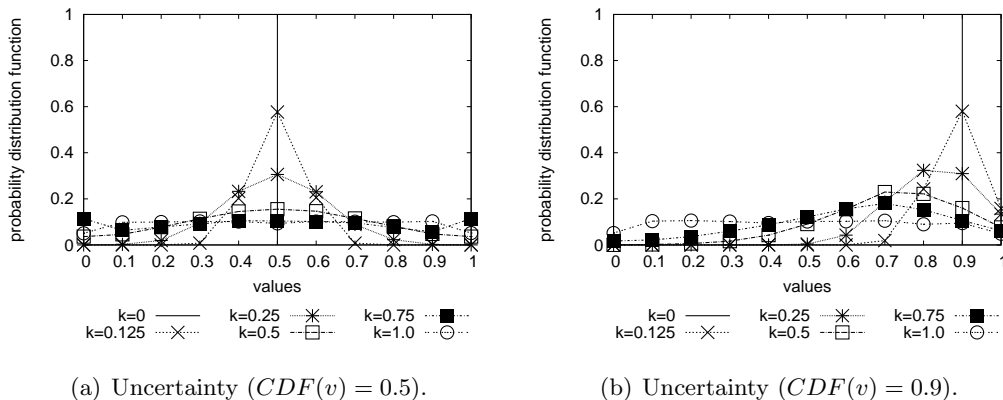 probability distribution function
1
0.8
0.6
0.4
0.2
0
0 0.1 0.2 0.3 0.4 0.5 0.6 0.7 0.8 0.9 1
values
k=0 k=0.25 k=0.75
k=0.125 k=0.5 k=1.0
(a) Uncertainty (CDF(v) = 0.5).
probability distribution function
1
0.8
0.6
0.4
0.2
0
0 0.1 0.2 0.3 0.4 0.5 0.6 0.7 0.8 0.9 1
values
k=0 k=0.25 k=0.75
k=0.125 k=0.5 k=1.0
(b) Uncertainty (CDF(v) = 0.9).